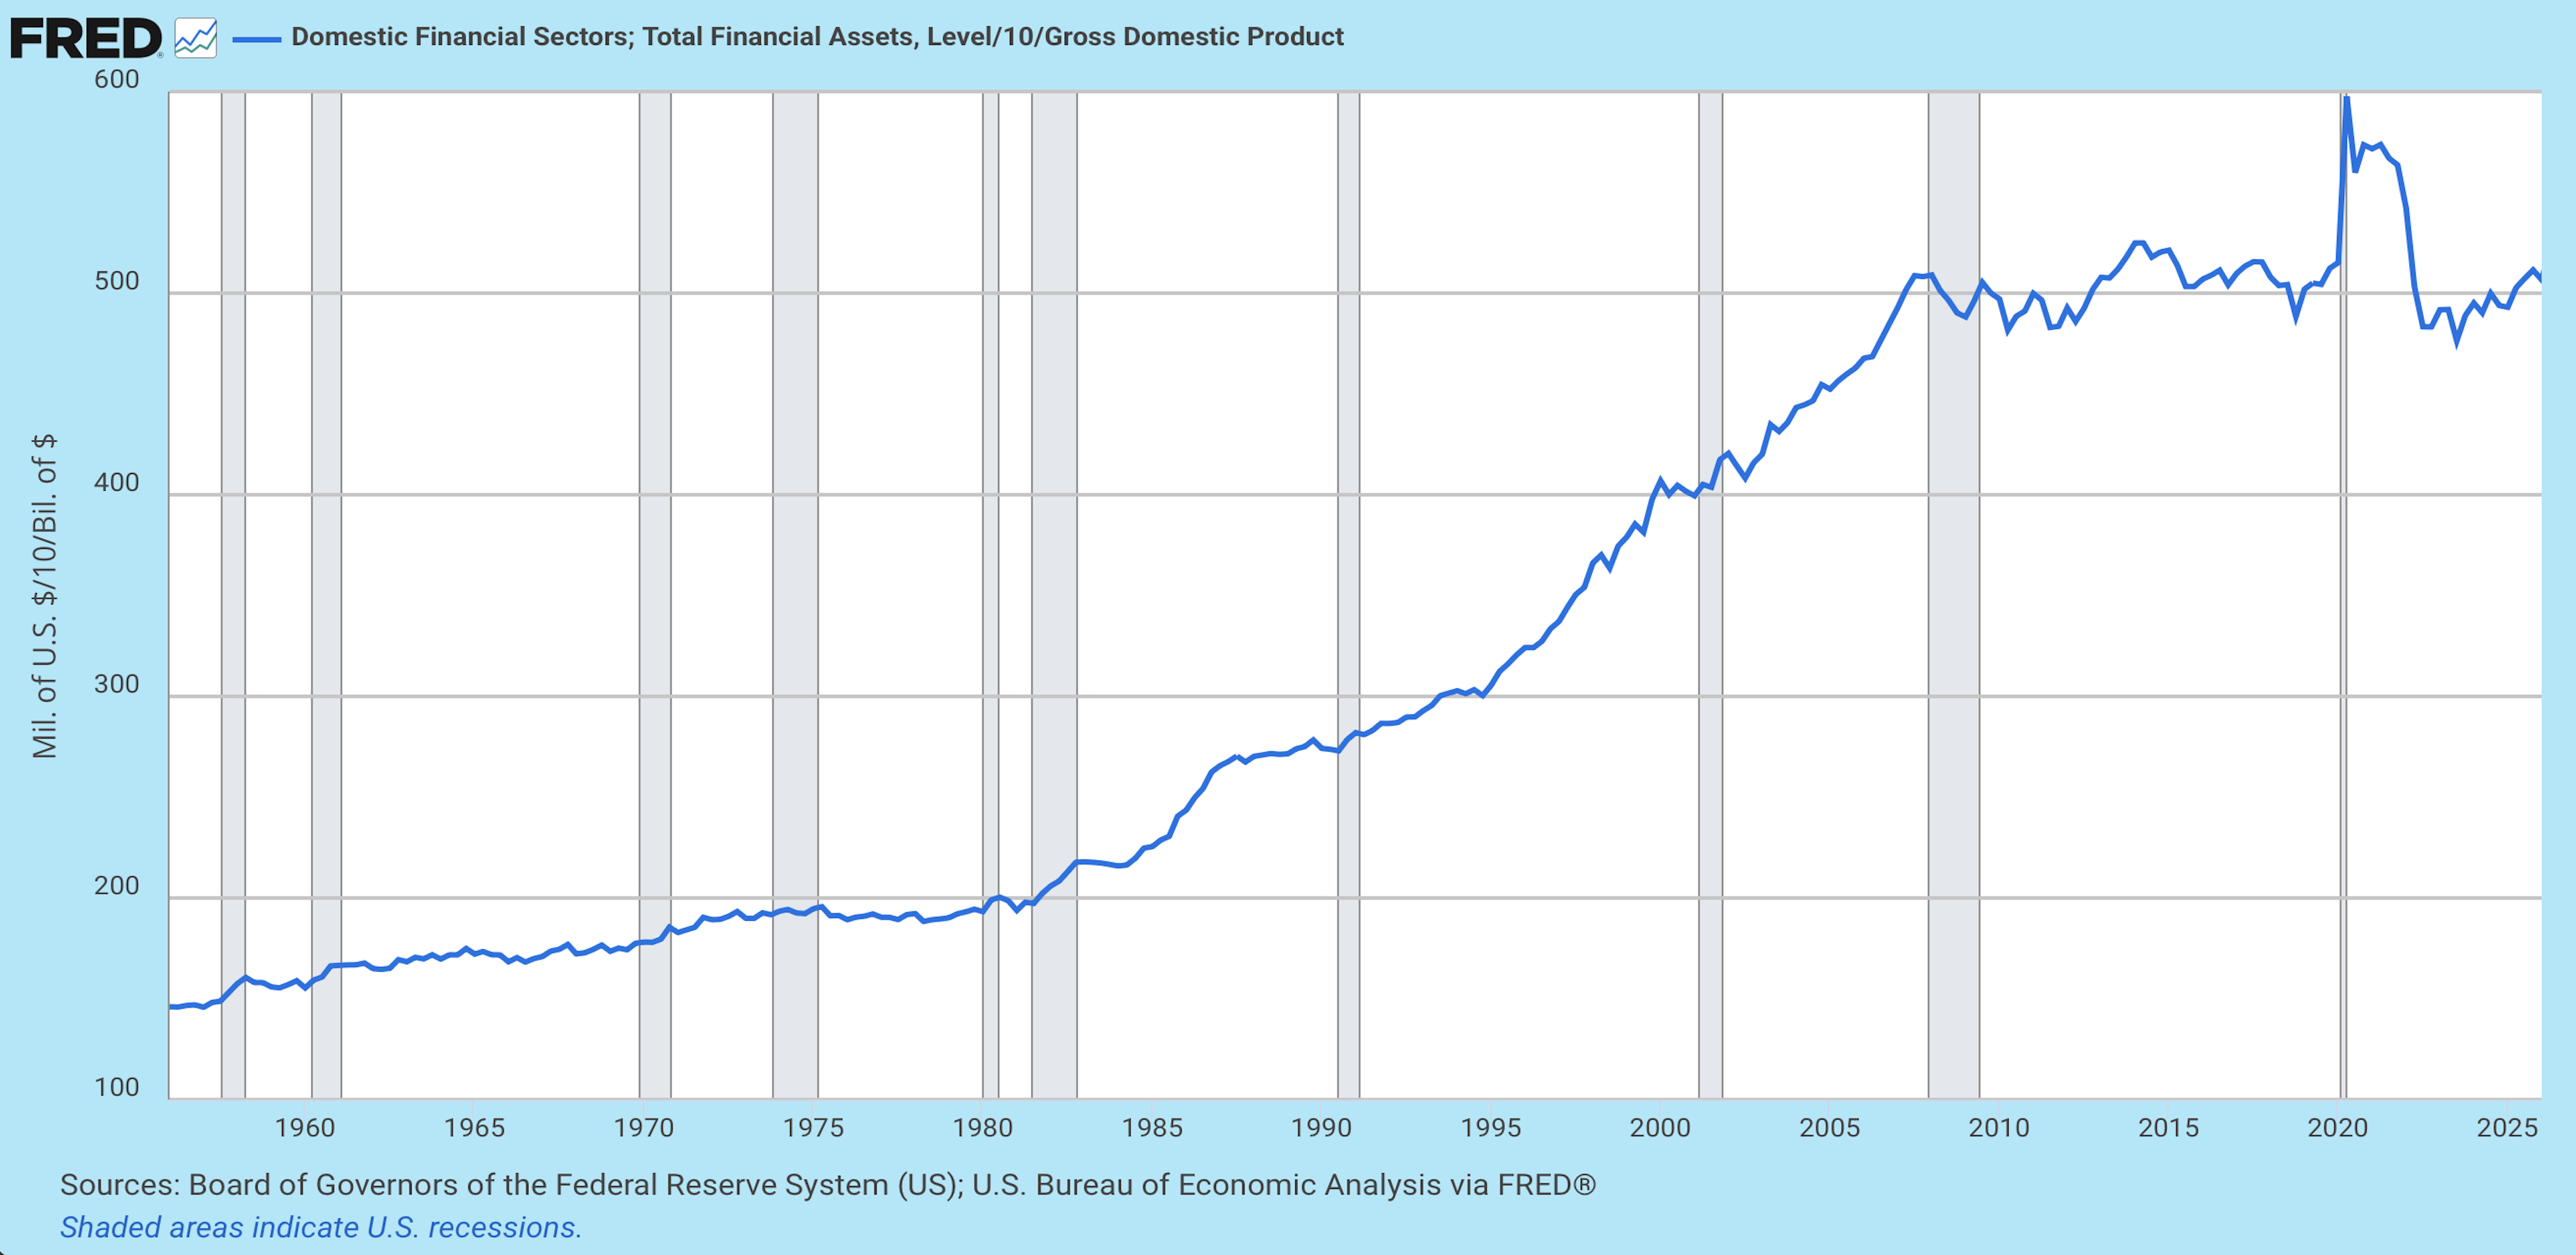 FRED® Domestic Financial Sectors; Total Financial Assets, Level/10/Gross Domestic Product
600
500
400
300
200
100
Mil. of U.S. $/10/Bil. of $
1960 1965 1970 1975 1980 1985 1990 1995 2000 2005 2010 2015 2020 2025
Sources: Board of Governors of the Federal Reserve System (US); U.S. Bureau of Economic Analysis via FRED®
Shaded areas indicate U.S. recessions.